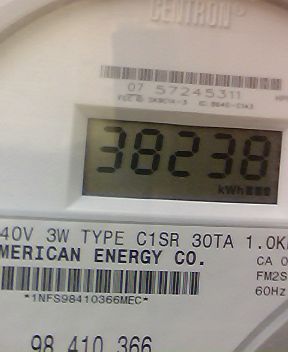 CENTRON®
07 57245311
38238
kWh
40V 3W TYPE C1SR 30TA 1.0K
MERICAN ENERGY CO.
CA 0
FM2S
60Hz
*1NFS98410366MEC*
98 410 366